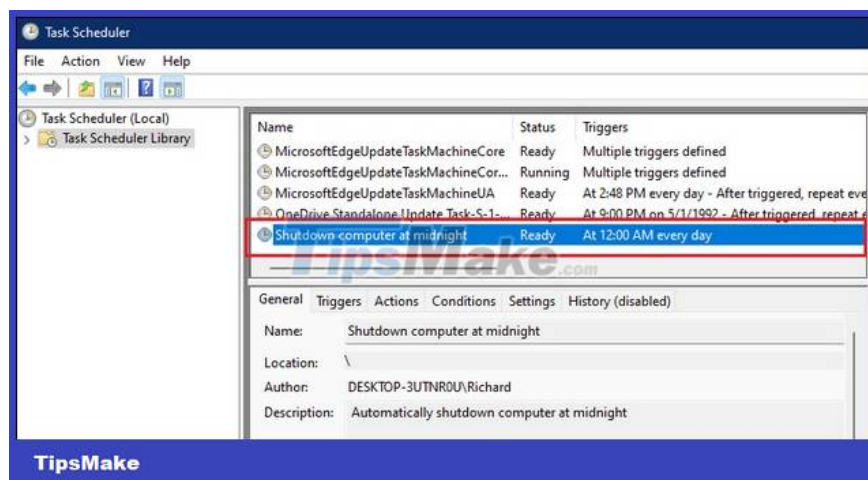 Task Scheduler
File Action View Help
Task Scheduler (Local)
Task Scheduler Library
Name Status Triggers
MicrosoftEdgeUpdateTaskMachineCore Ready Multiple triggers defined
MicrosoftEdgeUpdateTaskMachineCor... Running Multiple triggers defined
MicrosoftEdgeUpdateTaskMachineUA Ready At 2:48 PM every day - After triggered, repeat eve
OneDrive Standalone Update Task-S-1-... Ready At 9:00 PM on 5/1/1992 - After triggered, repeat e
Shutdown computer at midnight Ready At 12:00 AM every day
TipsMake.com
General Triggers Actions Conditions Settings History (disabled)
Name: Shutdown computer at midnight
Location: \
Author: DESKTOP-3UTNR0U\Richard
Description: Automatically shutdown computer at midnight
TipsMake